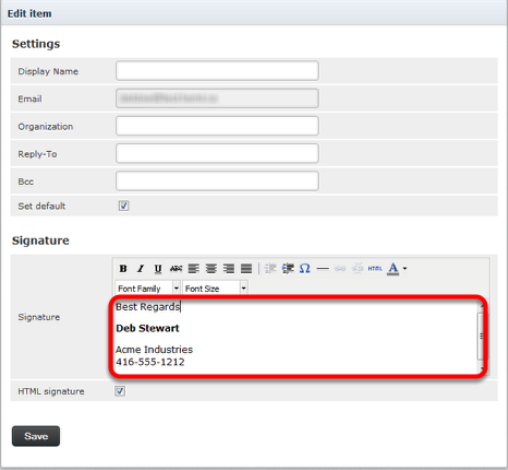 Edit item
Settings
Display Name
Email
Organization
Reply-To
Bcc
Set default
Signature
B I U ABC HTML A
Font Family Font Size
Signature
Best Regards
Deb Stewart
Acme Industries
416-555-1212
HTML signature
Save